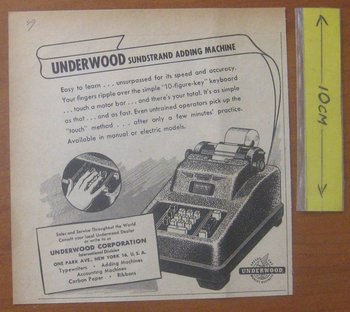 UNDERWOOD SUNDSTRAND ADDING MACHINE
Easy to learn . . . unsurpassed for its speed and accuracy.
Your fingers ripple over the simple "10-figure-key" keyboard
. . . touch a motor bar . . . and there's your total. It's as simple
as that . . . and as fast. Even untrained operators pick up the
"touch" method . . . after only a few minutes' practice.
Available in manual or electric models.
Sales and Service Throughout the World
Consult your local Underwood Dealer
or write to us
UNDERWOOD CORPORATION
International Division
ONE PARK AVE., NEW YORK 16, U.S.A.
Typewriters • Adding Machines
Accounting Machines
Carbon Paper • Ribbons
UNDERWOOD
10CM